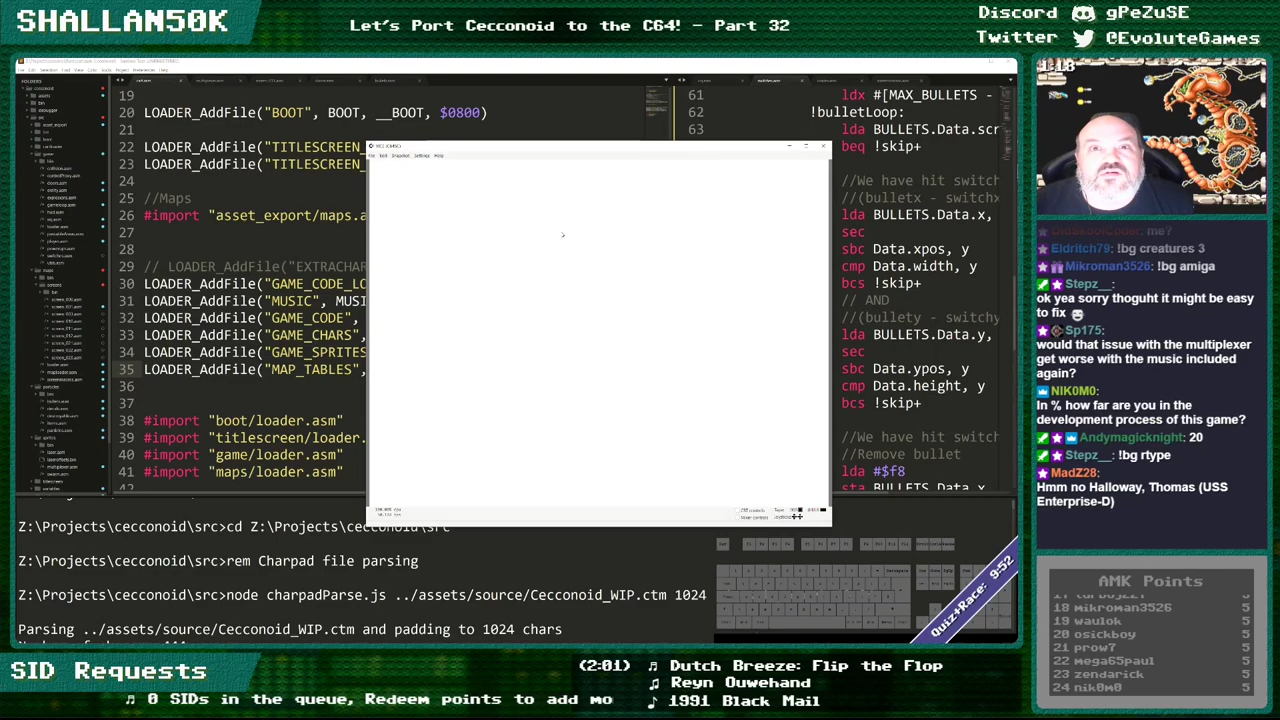 SHALLAN50K
Let's Port Cecconoid to the C64! - Part 32
Discord gPeZuSE
Twitter @EvoluteGames
19
20 LOADER_AddFile("BOOT", BOOT, __BOOT, $0801)
21
22 LOADER_AddFile("TITLESCREEN_
23 LOADER_AddFile("TITLESCREEN_
24
25 //Maps
26 #import "asset_export/maps.a
27
28
29 // LOADER_AddFile("EXTRACHAR
30 LOADER_AddFile("GAME_CODE_LO
31 LOADER_AddFile("MUSIC", MUSI
32 LOADER_AddFile("GAME_CODE",
33 LOADER_AddFile("GAME_CHARS
34 LOADER_AddFile("GAME_SPRITES
35 LOADER_AddFile("MAP_TABLES",
36
37
38 #import "boot/loader.asm"
39 #import "titlescreen/loader.
40 #import "game/loader.asm"
41 #import "maps/loader.asm"
42
61 ldx #[MAX_BULLETS -
62 !bulletLoop:
63 lda BULLETS.Data.scr
beq !skip+
//We have hit switch
//(bulletx - switchx
lda BULLETS.Data.x,
sec
sbc Data.xpos, y
cmp Data.width, y
bcs !skip+
// AND
//(bullety - switchy
lda BULLETS.Data.y,
sec
sbc Data.ypos, y
cmp Data.height, y
bcs !skip+
//We have hit switch
//Remove bullet
lda #$f8
sta BULLETS.Data.x
File Edit Snapshot Settings Help
Z:\Projects\cecconoid\src>cd Z:\Projects\cecconoid\src
Z:\Projects\cecconoid\src>rem Charpad file parsing
Z:\Projects\cecconoid\src>node charpadParse.js ../assets/source/Cecconoid_WIP.ctm 1024
Parsing ../assets/source/Cecconoid_WIP.ctm and padding to 1024 chars
Quiz+Race: 9:52
OldSkoolCoder: me?
Eldritch79: !bg creatures 3
Mikroman3526: !bg amiga
Stepz__:
ok yea sorry thoguht it might be easy
to fix
Sp175:
would that issue with the multiplexer
get worse with the music included
again?
NIK0M0:
In % how far are you in the
development process of this game?
Andymagicknight: 20
Stepz__: !bg rtype
MadZ28:
Hmm no Halloway, Thomas (USS
Enterprise-D)
AMK Points
18 mikroman3526 5
19 waulok 5
20 osickboy 5
21 prow7 5
22 mega65paul 5
23 zendarick 5
24 nik0m0 5
SID Requests
(2:01) Dutch Breeze: Flip the Flop
Reyn Ouwehand
1991 Black Mail
0 SIDs in the queue, Redeem points to add mo